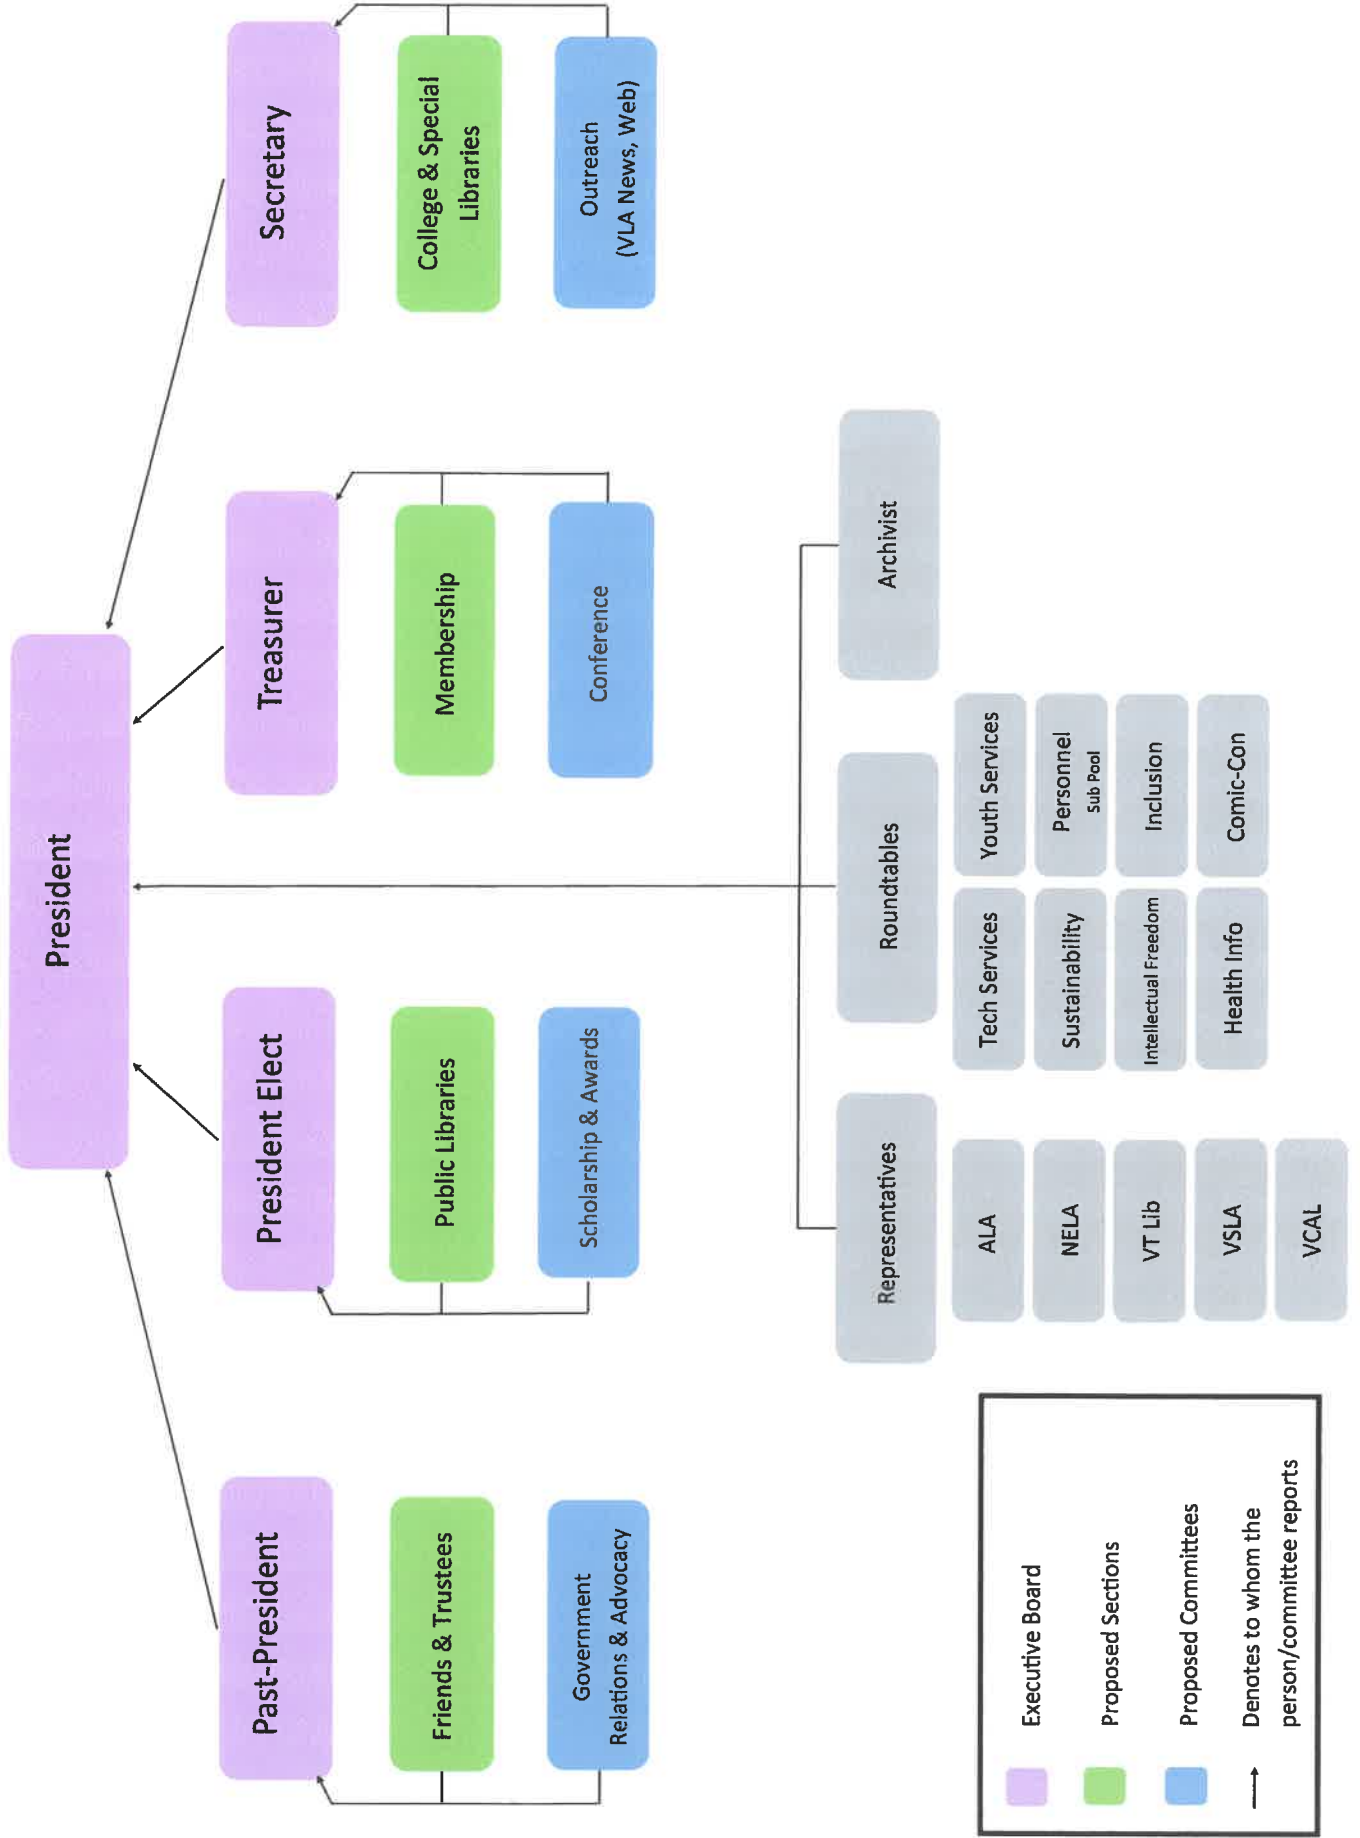 President
Past-President
President Elect
Treasurer
Secretary
Friends & Trustees
Public Libraries
Membership
College & Special
Libraries
Government
Relations & Advocacy
Scholarship & Awards
Conference
Outreach
(VLA News, Web)
Representatives
Roundtables
Archivist
ALA
NELA
VT Lib
VSLA
VCAL
Tech Services
Youth Services
Sustainability
Personnel
Sub Pool
Intellectual Freedom
Inclusion
Health Info
Comic-Con
Executive Board
Proposed Sections
Proposed Committees
Denotes to whom the
person/committee reports